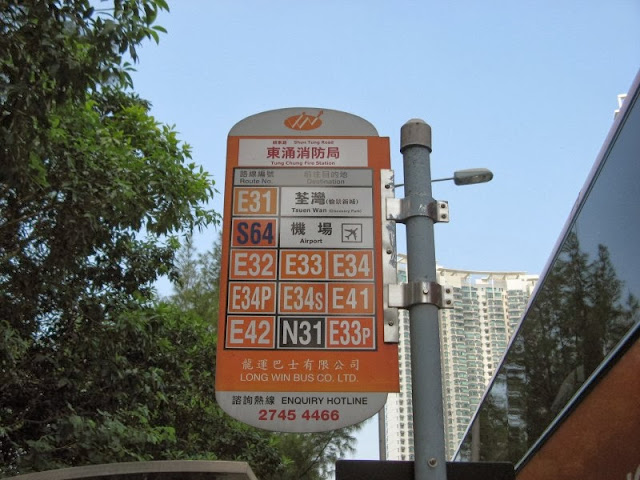 順東路 Shun Tung Road
東涌消防局
Tung Chung Fire Station
路線編號 前往目的地
Route No. Destination
E31 荃灣(愉景新城)
Tsuen Wan (Discovery Park)
S64 機場
Airport
E32 E33 E34
E34P E34S E41
E42 N31 E33P
龍運巴士有限公司
LONG WIN BUS CO. LTD.
諮詢熱線 ENQUIRY HOTLINE
2745 4466